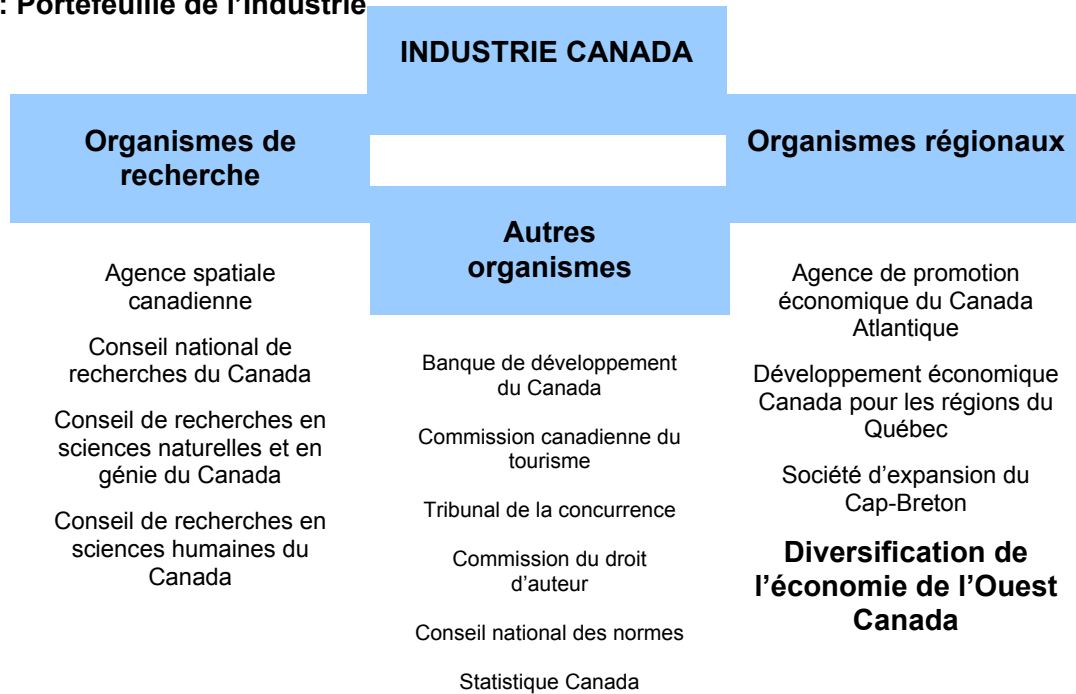 : Portefeuille de l'industrie
INDUSTRIE CANADA
Organismes de
recherche
Agence spatiale
canadienne
Conseil national de
recherches du Canada
Conseil de recherches en
sciences naturelles et en
génie du Canada
Conseil de recherches en
sciences humaines du
Canada
Autres
organismes
Banque de développement
du Canada
Commission canadienne du
tourisme
Tribunal de la concurrence
Commission du droit
d'auteur
Conseil national des normes
Statistique Canada
Organismes régionaux
Agence de promotion
économique du Canada
Atlantique
Développement économique
Canada pour les régions du
Québec
Société d'expansion du
Cap-Breton
Diversification de
l'économie de l'Ouest
Canada